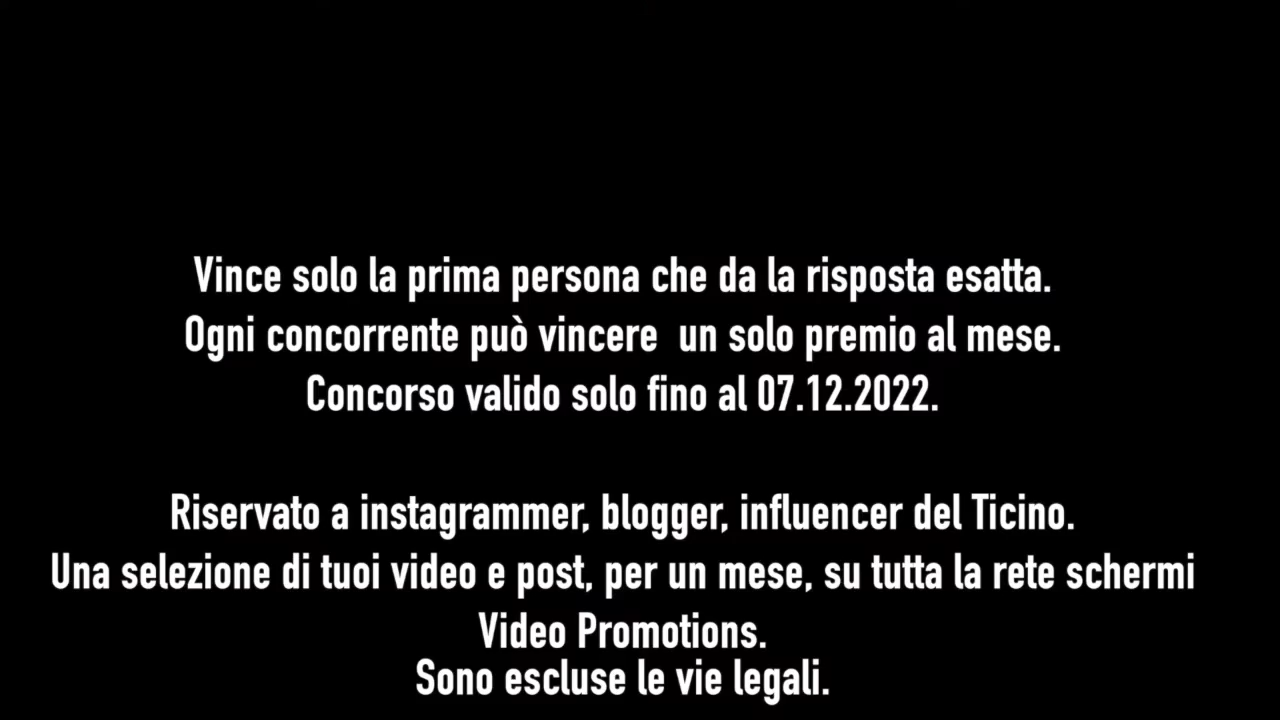 Vince solo la prima persona che da la risposta esatta.
Ogni concorrente può vincere un solo premio al mese.
Concorso valido solo fino al 07.12.2022.
Riservato a instagrammer, blogger, influencer del Ticino.
Una selezione di tuoi video e post, per un mese, su tutta la rete schermi
Video Promotions.
Sono escluse le vie legali.